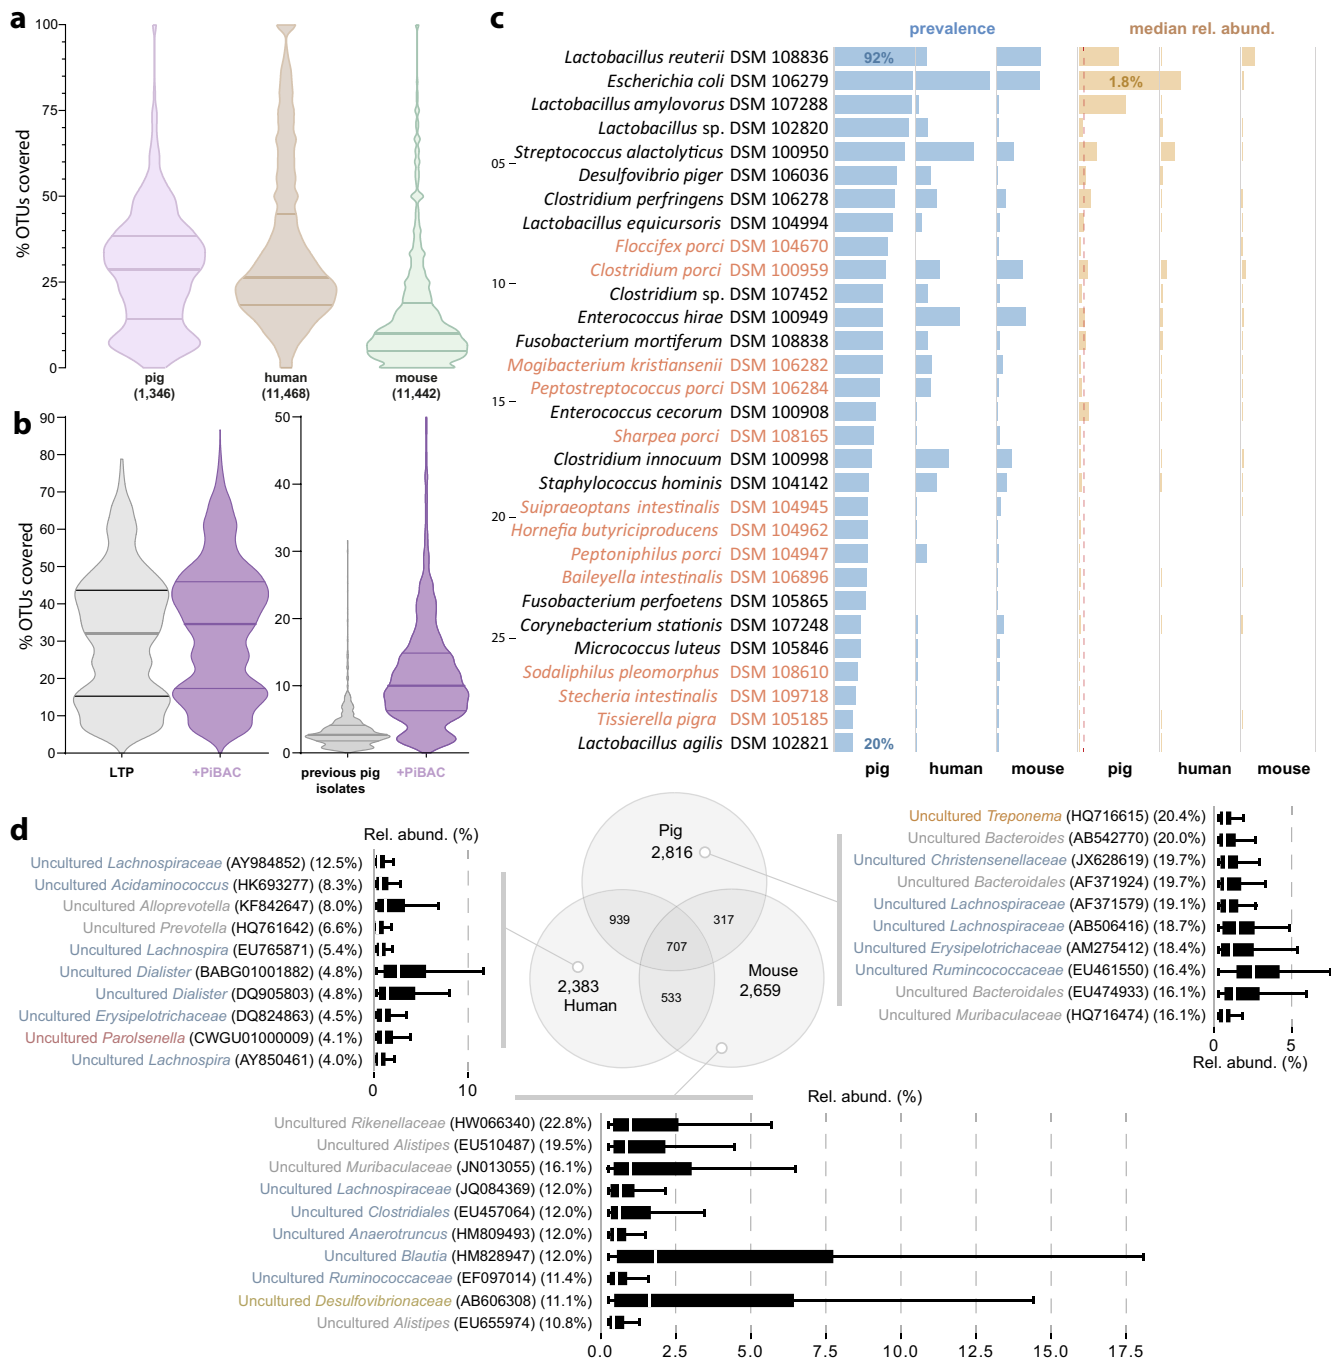 a
% OTUs covered
100
75
50
25
0
pig
(1,346)
human
(11,468)
mouse
(11,442)
b
% OTUs covered
90
80
70
60
50
40
30
20
10
0
LTP
+PiBAC
50
40
30
20
10
0
previous pig
isolates
+PiBAC
c
prevalence
median rel. abund.
Lactobacillus reuterii DSM 108836
92%
Escherichia coli DSM 106279
1.8%
Lactobacillus amylovorus DSM 107288
Lactobacillus sp. DSM 102820
Streptococcus alactolyticus DSM 100950
05
Desulfovibrio piger DSM 106036
Clostridium perfringens DSM 106278
Lactobacillus equicursoris DSM 104994
Floccifex porci DSM 104670
Clostridium porci DSM 100959
10
Clostridium sp. DSM 107452
Enterococcus hirae DSM 100949
Fusobacterium mortiferum DSM 108838
Mogibacterium kristiansenii DSM 106282
Peptostreptococcus porci DSM 106284
15
Enterococcus cecorum DSM 100908
Sharpea porci DSM 108165
Clostridium innocuum DSM 100998
Staphylococcus hominis DSM 104142
Suipraeoptans intestinalis DSM 104945
20
Hornefia butyriciproducens DSM 104962
Peptoniphilus porci DSM 104947
Baileyella intestinalis DSM 106896
Fusobacterium perfoetens DSM 105865
Corynebacterium stationis DSM 107248
25
Micrococcus luteus DSM 105846
Sodaliphilus pleomorphus DSM 108610
Stecheria intestinalis DSM 109718
Tissierella pigra DSM 105185
Lactobacillus agilis DSM 102821
20%
pig human mouse pig human mouse
d
Rel. abund. (%)
Uncultured Lachnospiraceae (AY984852) (12.5%)
Uncultured Acidaminococcus (HK693277) (8.3%)
Uncultured Alloprevotella (KF842647) (8.0%)
Uncultured Prevotella (HQ761642) (6.6%)
Uncultured Lachnospira (EU765871) (5.4%)
Uncultured Dialister (BABG01001882) (4.8%)
Uncultured Dialister (DQ905803) (4.8%)
Uncultured Erysipelotrichaceae (DQ824863) (4.5%)
Uncultured Parolsenella (CWGU01000009) (4.1%)
Uncultured Lachnospira (AY850461) (4.0%)
0 10
Pig
2,816
939
317
707
Mouse
2,659
2,383
Human
533
Uncultured Treponema (HQ716615) (20.4%)
Uncultured Bacteroides (AB542770) (20.0%)
Uncultured Christensenellaceae (JX628619) (19.7%)
Uncultured Bacteroidales (AF371924) (19.7%)
Uncultured Lachnospiraceae (AF371579) (19.1%)
Uncultured Lachnospiraceae (AB506416) (18.7%)
Uncultured Erysipelotrichaceae (AM275412) (18.4%)
Uncultured Rumincococcaceae (EU461550) (16.4%)
Uncultured Bacteroidales (EU474933) (16.1%)
Uncultured Muribaculaceae (HQ716474) (16.1%)
0 5
Rel. abund. (%)
Rel. abund. (%)
Uncultured Rikenellaceae (HW066340) (22.8%)
Uncultured Alistipes (EU510487) (19.5%)
Uncultured Muribaculaceae (JN013055) (16.1%)
Uncultured Lachnospiraceae (JQ084369) (12.0%)
Uncultured Clostridiales (EU457064) (12.0%)
Uncultured Anaerotruncus (HM809493) (12.0%)
Uncultured Blautia (HM828947) (12.0%)
Uncultured Ruminococcaceae (EF097014) (11.4%)
Uncultured Desulfovibrionaceae (AB606308) (11.1%)
Uncultured Alistipes (EU655974) (10.8%)
0.0 2.5 5.0 7.5 10.0 12.5 15.0 17.5